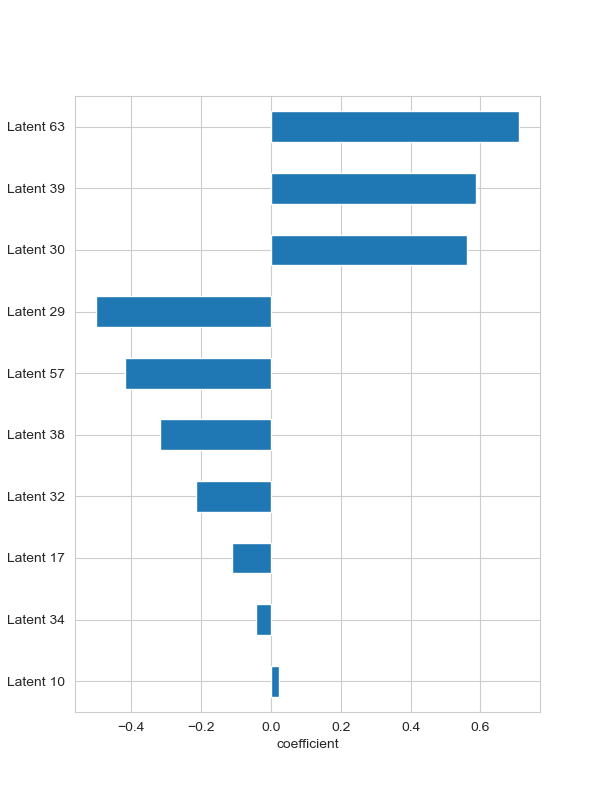 Latent 63
Latent 39
Latent 30
Latent 29
Latent 57
Latent 38
Latent 32
Latent 17
Latent 34
Latent 10
−0.4 −0.2 0.0 0.2 0.4 0.6
coefficient